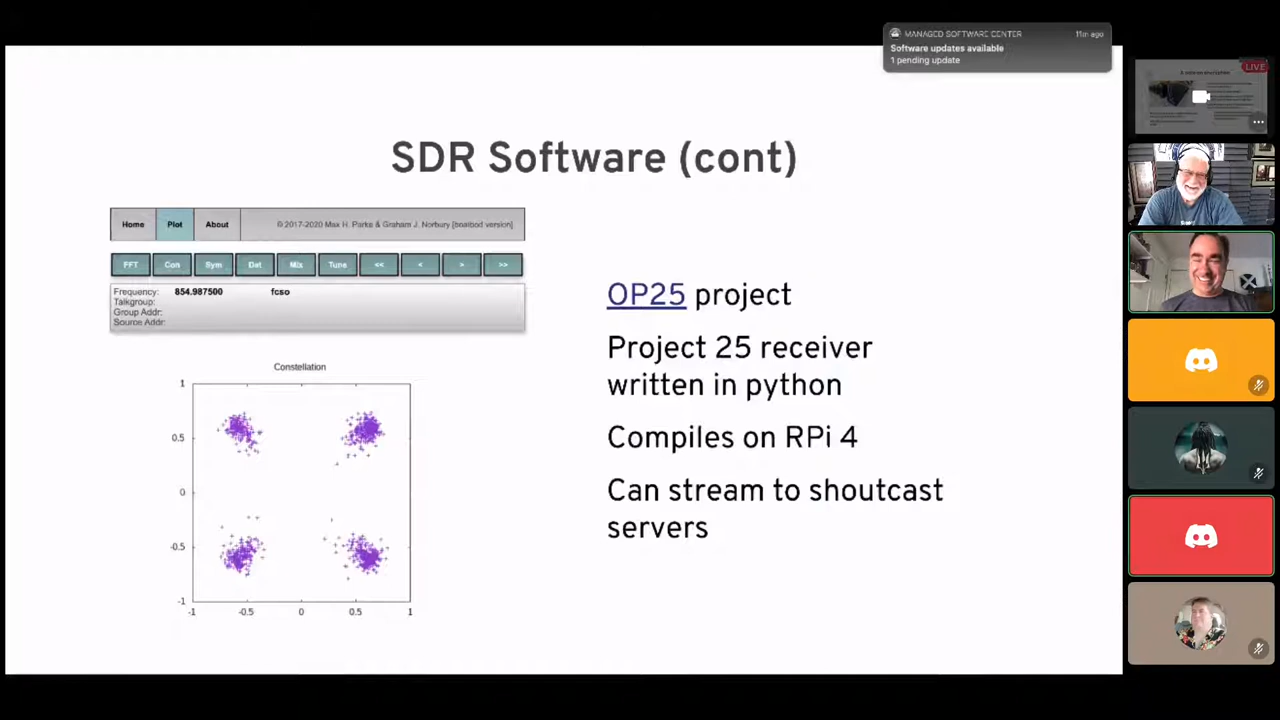 MANAGED SOFTWARE CENTER 11m ago
Software updates available
1 pending update
LIVE
SDR Software (cont)
Home Plot About © 2017-2020 Max H. Parke & Graham J. Norbury [boatbod version]
FFT Con Sym Dat Mix Tune << < > >>
Frequency: 854.987500 fcso
Talkgroup:
Group Addr:
Source Addr:
Constellation
1
0.5
0
-0.5
-1
-1 -0.5 0 0.5 1
OP25 project
Project 25 receiver
written in python
Compiles on RPi 4
Can stream to shoutcast
servers